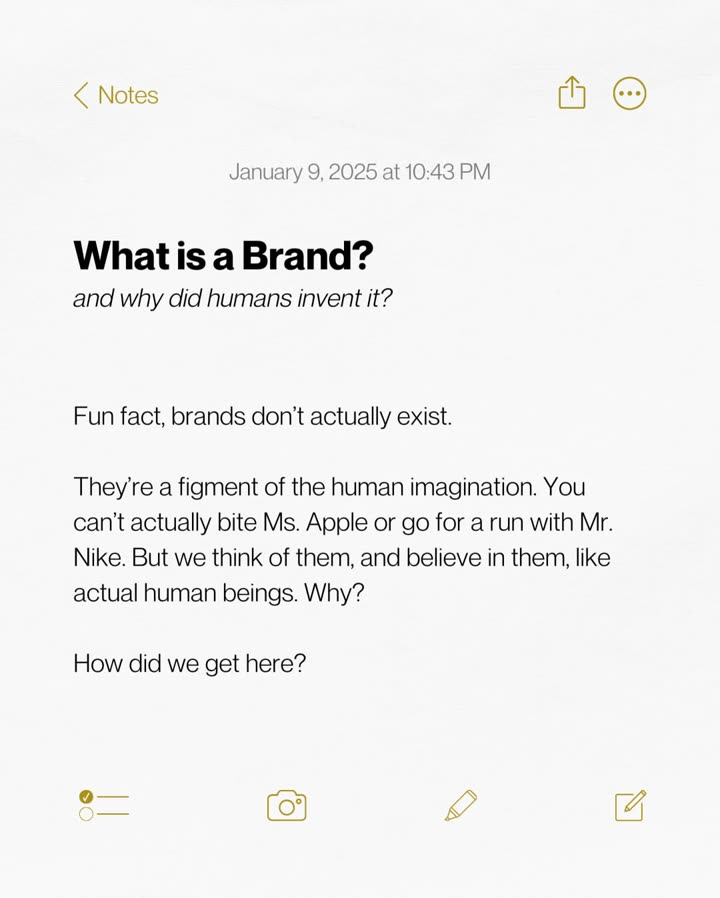 Notes
January 9, 2025 at 10:43 PM
What is a Brand?
and why did humans invent it?
Fun fact, brands don’t actually exist.
They’re a figment of the human imagination. You
can’t actually bite Ms. Apple or go for a run with Mr.
Nike. But we think of them, and believe in them, like
actual human beings. Why?
How did we get here?